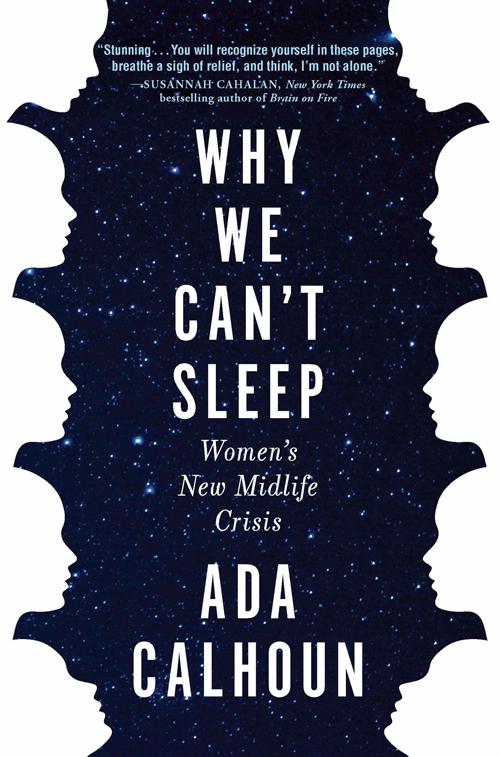 “Stunning . . . You will recognize yourself in these pages,
breathe a sigh of relief, and think, I’m not alone.”
—SUSANNAH CAHALAN, New York Times
bestselling author of Brain on Fire
WHY
WE
CAN’T
SLEEP
Women’s
New Midlife
Crisis
ADA
CALHOUN